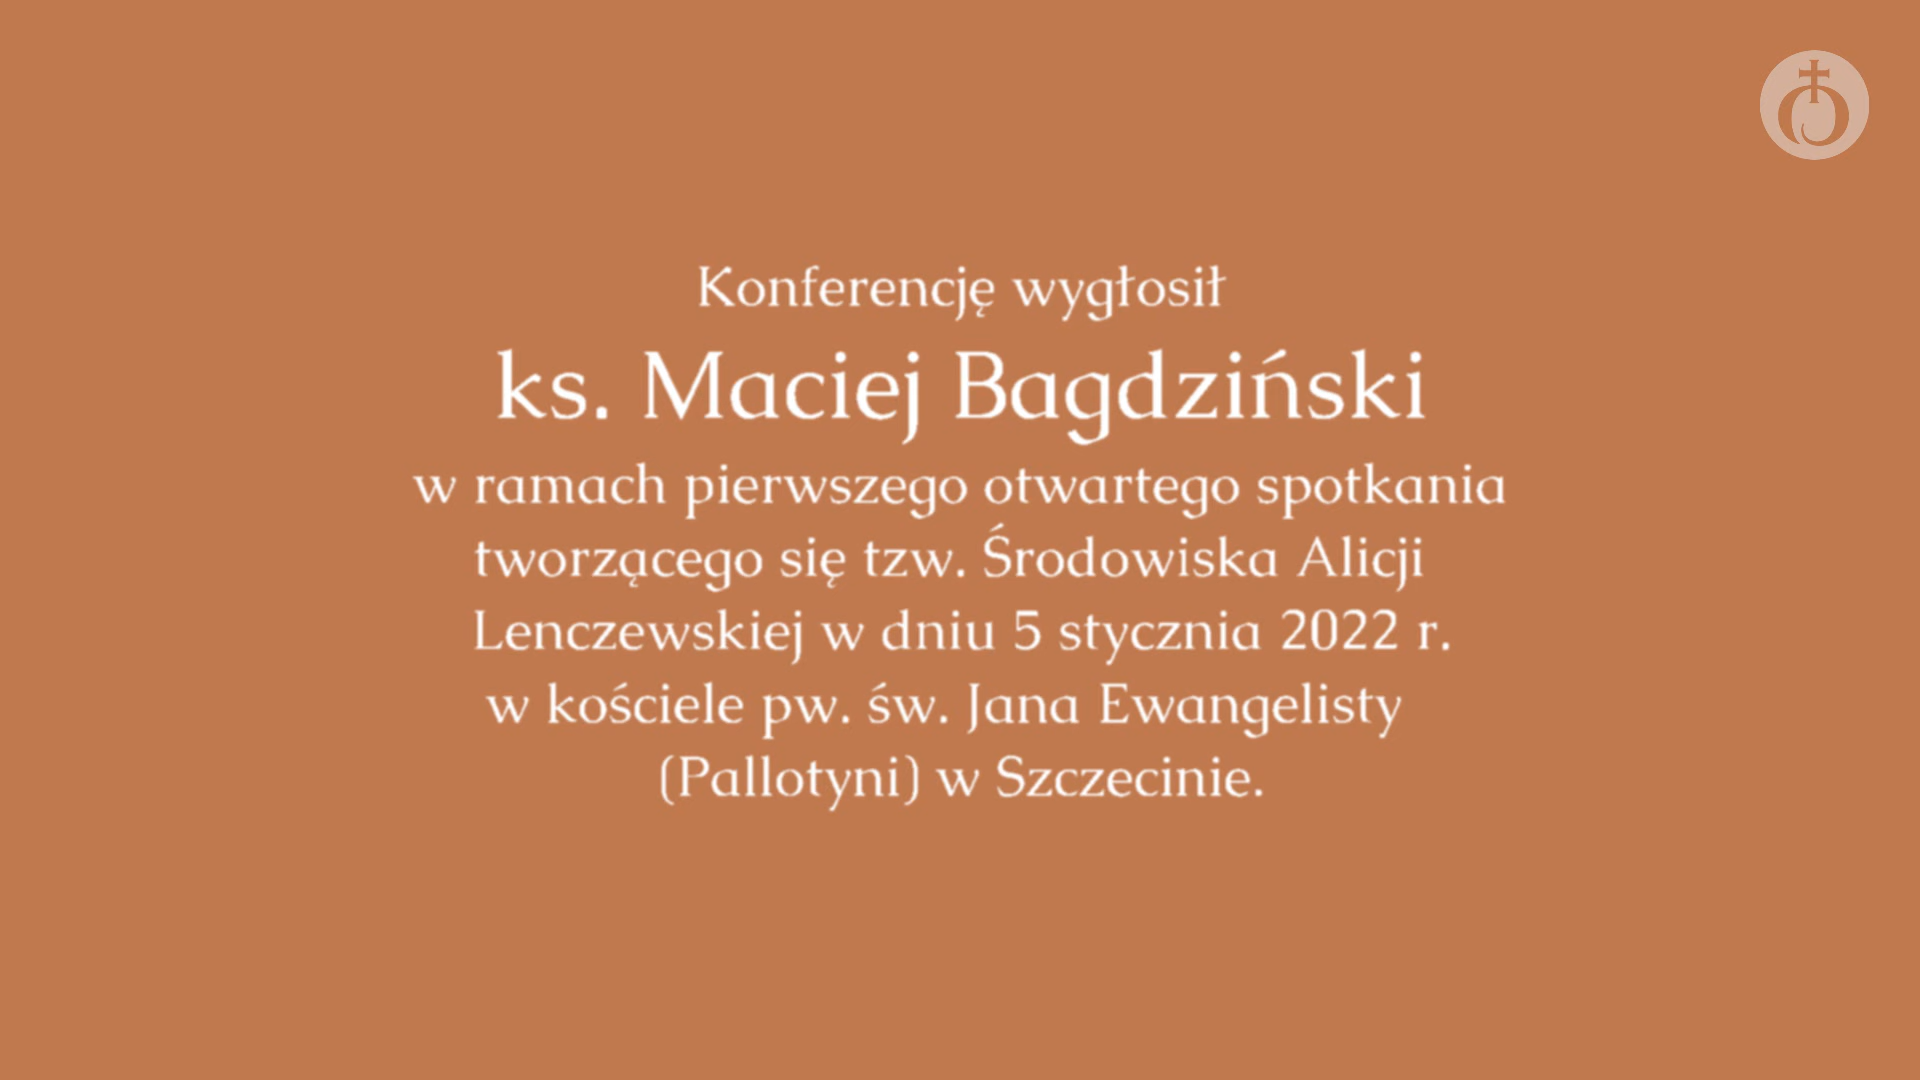 Konferencję wygłosił
ks. Maciej Bagdziński
w ramach pierwszego otwartego spotkania
tworzącego się tzw. Środowiska Alicji
Lenczewskiej w dniu 5 stycznia 2022 r.
w kościele pw. św. Jana Ewangelisty
(Pallotyni) w Szczecinie.